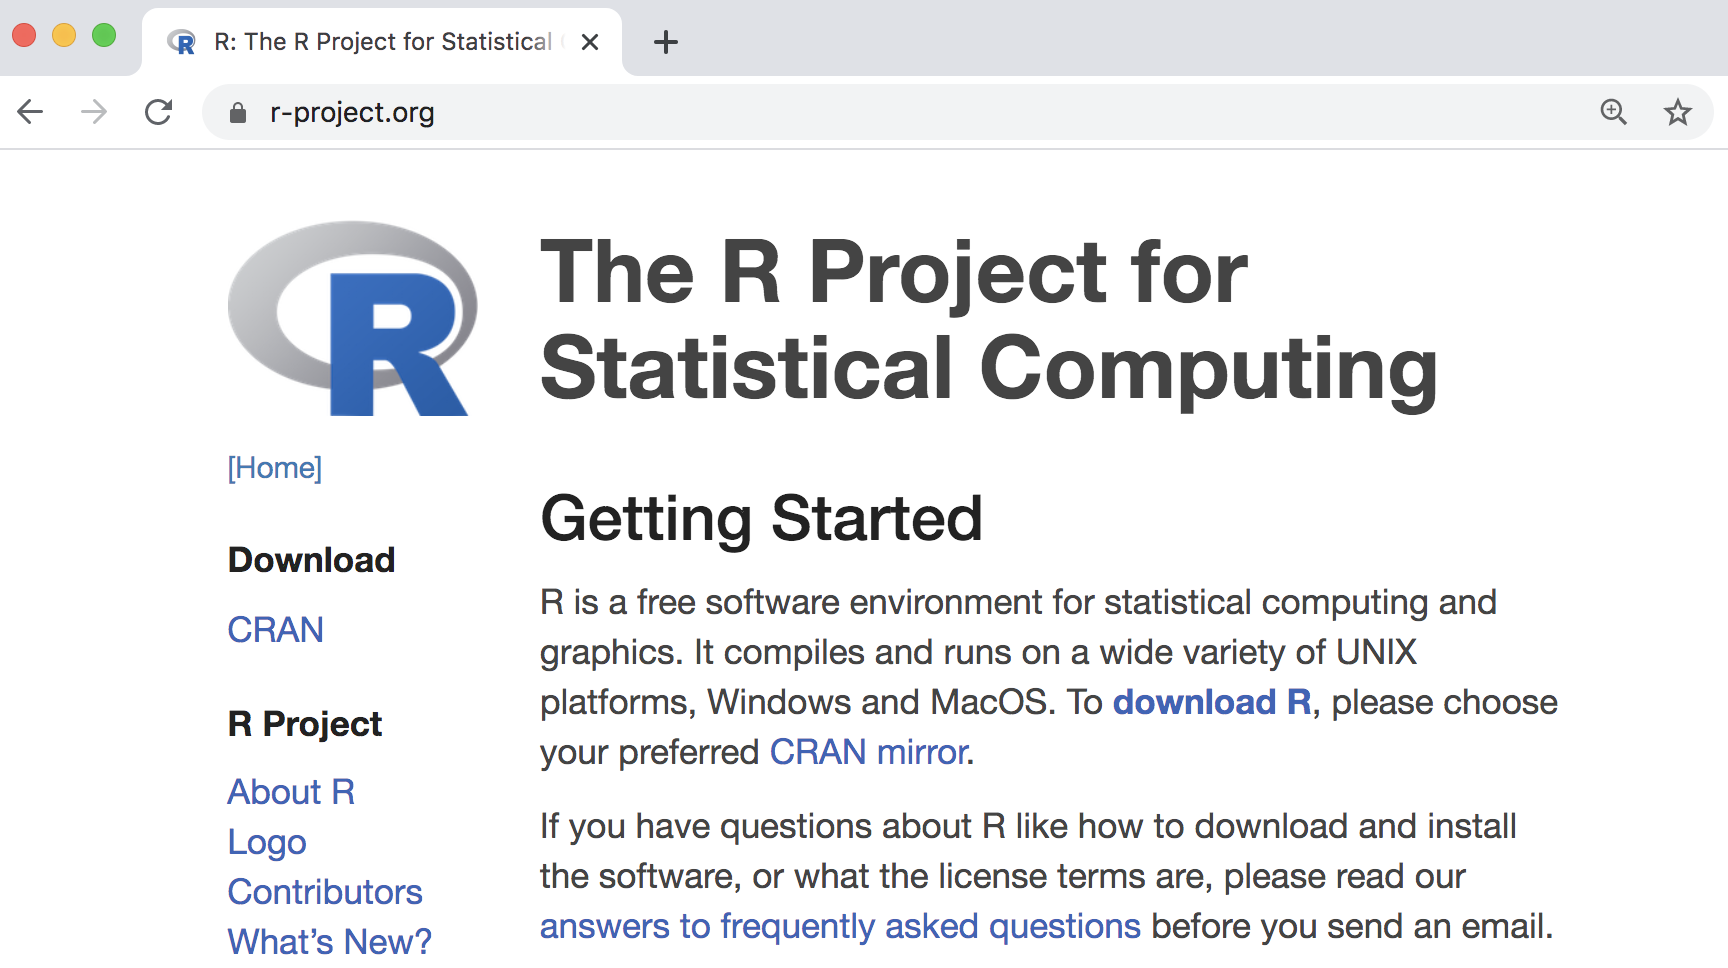 R: The R Project for Statistical
r-project.org
R
The R Project for
Statistical Computing
[Home]
Download
CRAN
R Project
About R
Logo
Contributors
What's New?
Getting Started
R is a free software environment for statistical computing and
graphics. It compiles and runs on a wide variety of UNIX
platforms, Windows and MacOS. To download R, please choose
your preferred CRAN mirror.
If you have questions about R like how to download and install
the software, or what the license terms are, please read our
answers to frequently asked questions before you send an email.